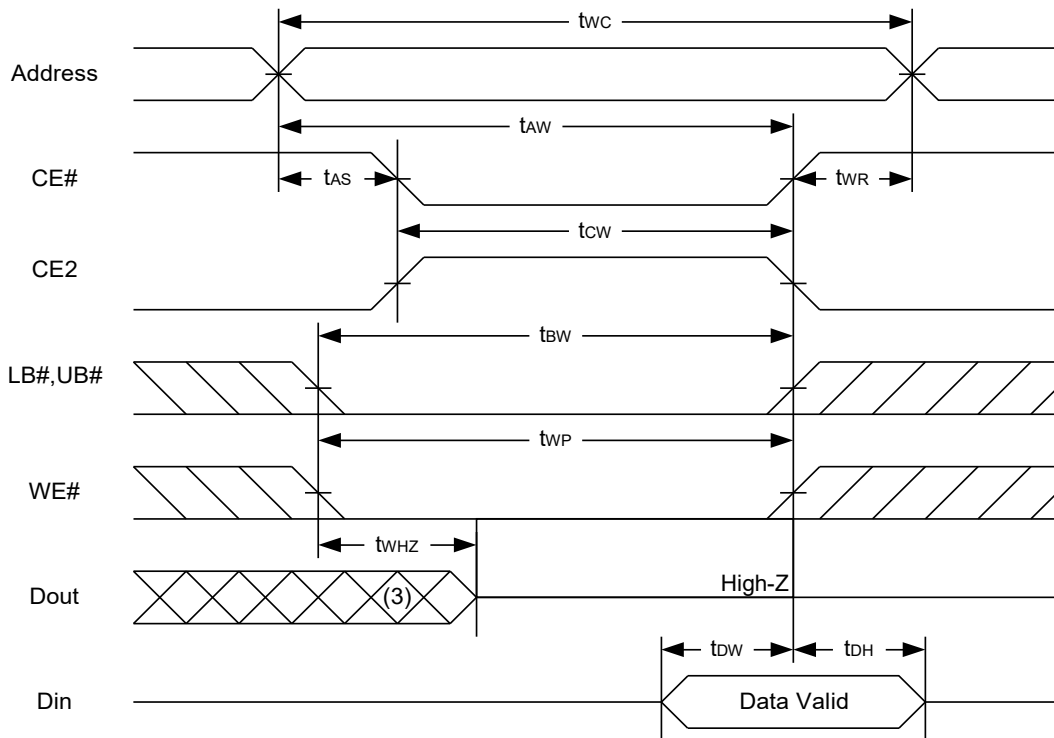 tWC
Address
tAW
CE#
tAS
tWR
tCW
CE2
tBW
LB#,UB#
tWP
WE#
tWHZ
Dout
(3)
High-Z
tDW
tDH
Din
Data Valid